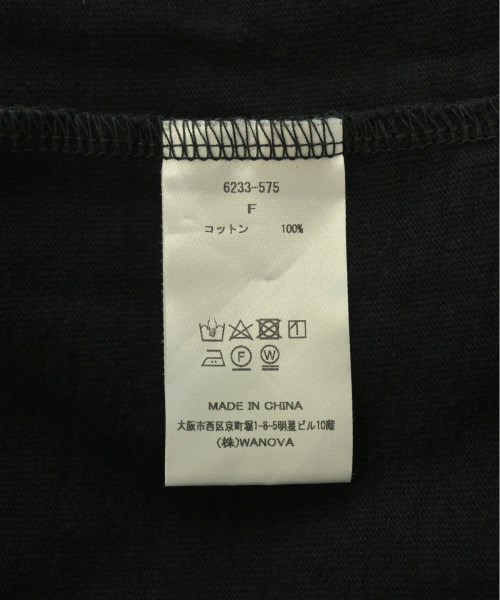 6233-575
F
コットン 100%
F W
MADE IN CHINA
大阪市西区京町堀1-8-5明星ビル10階
(株)WANOVA